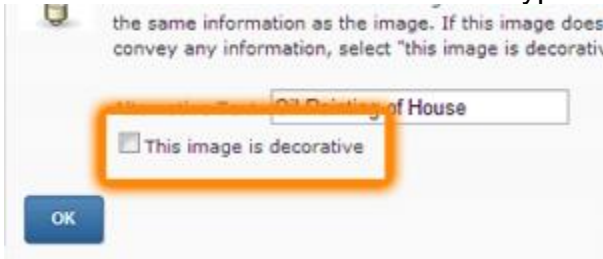 the same information as the image. If this image does
convey any information, select "this image is
Oil Painting of House
This image is decorative
OK